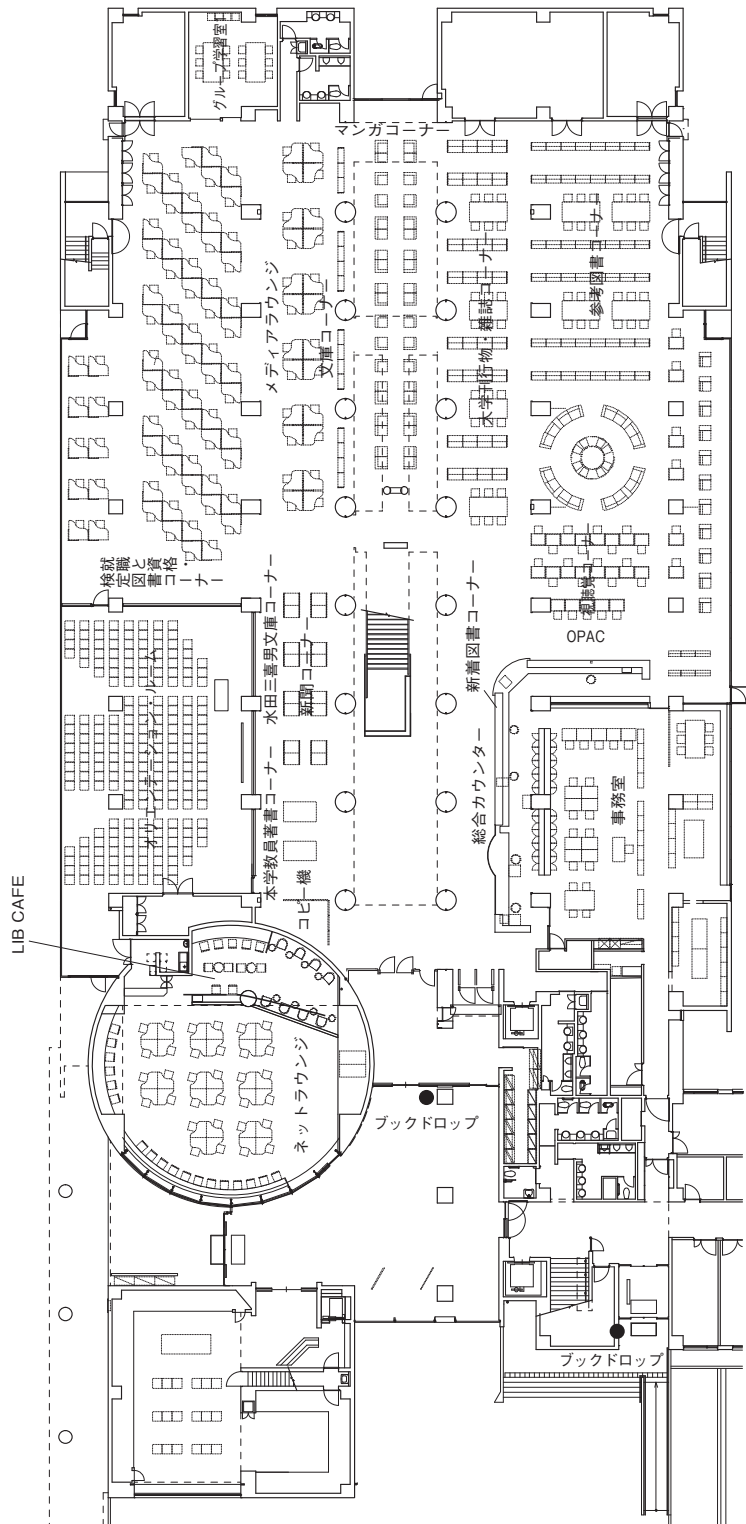 グループ学習室
マンガコーナー
メディアラウンジ
文庫コーナー
大学刊行物・雑誌コーナー
参考図書コーナー
就職と資格・
検定図書コーナー
オリエンテーション・ルーム
水田三喜男文庫コーナー
新聞コーナー
新着図書コーナー
視聴覚コーナー
OPAC
本学教員著書コーナー
コピー機
総合カウンター
事務室
LIB CAFE
ネットラウンジ
ブックドロップ
ブックドロップ